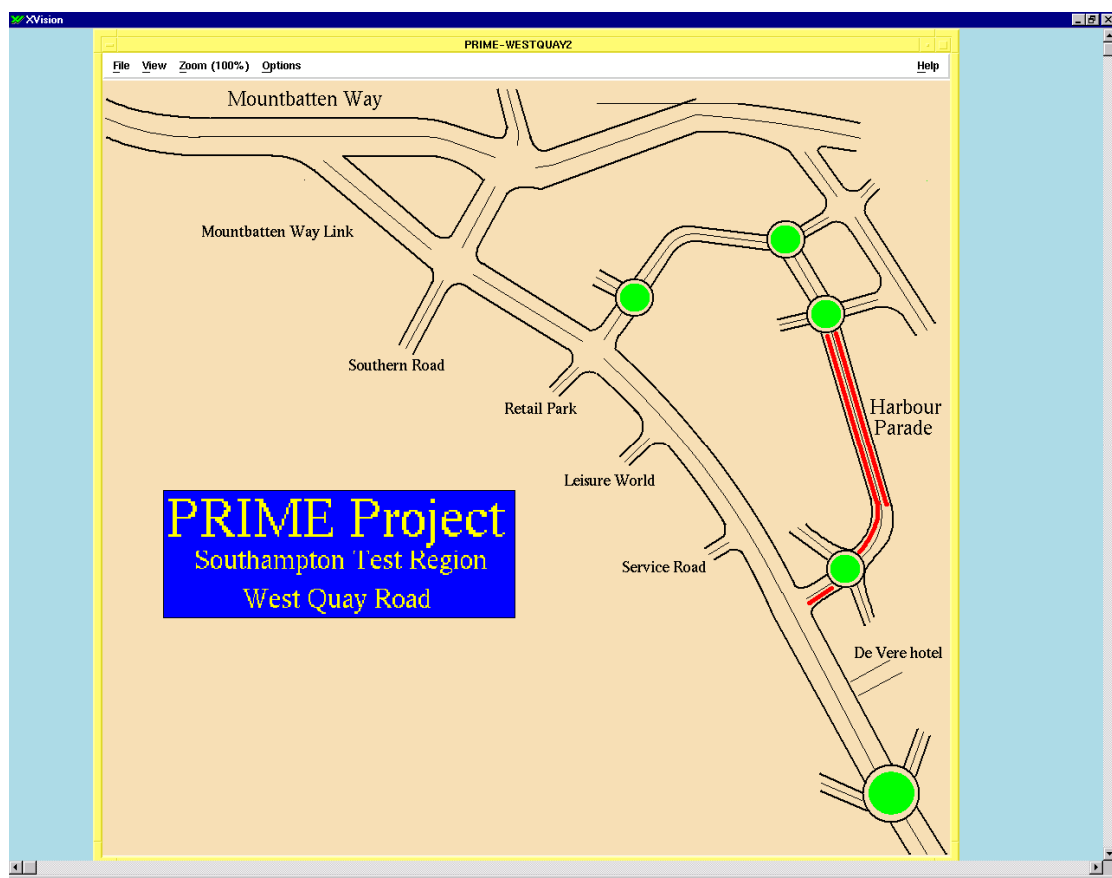 XVision
PRIME-WESTQUAY2
File View Zoom (100%) Options Help
Mountbatten Way
Mountbatten Way Link
Southern Road
Retail Park
Harbour
Parade
Leisure World
PRIME Project
Southampton Test Region
West Quay Road
Service Road
De Vere hotel